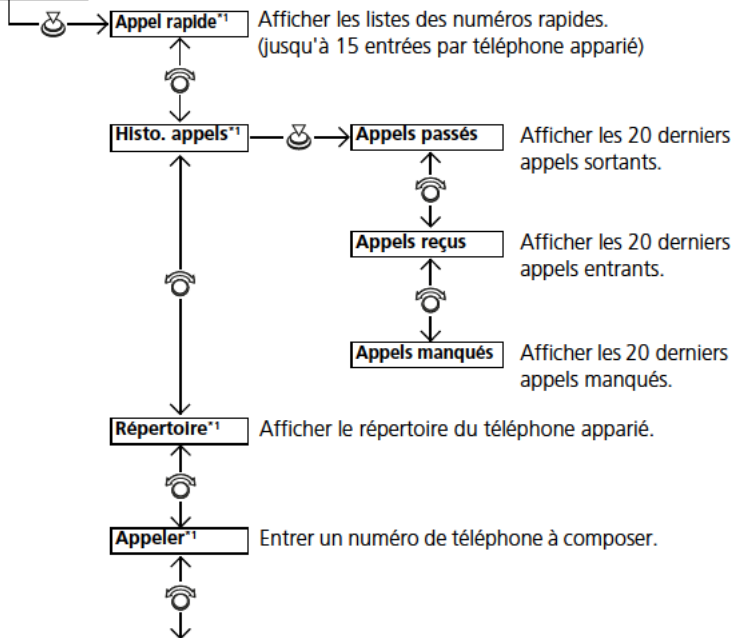 Appel rapide*1 Afficher les listes des numéros rapides.
(jusqu'à 15 entrées par téléphone apparié)
Histo. appels*1 Appels passés Afficher les 20 derniers
appels sortants.
Appels reçus Afficher les 20 derniers
appels entrants.
Appels manqués Afficher les 20 derniers
appels manqués.
Répertoire*1 Afficher le répertoire du téléphone apparié.
Appeler*1 Entrer un numéro de téléphone à composer.